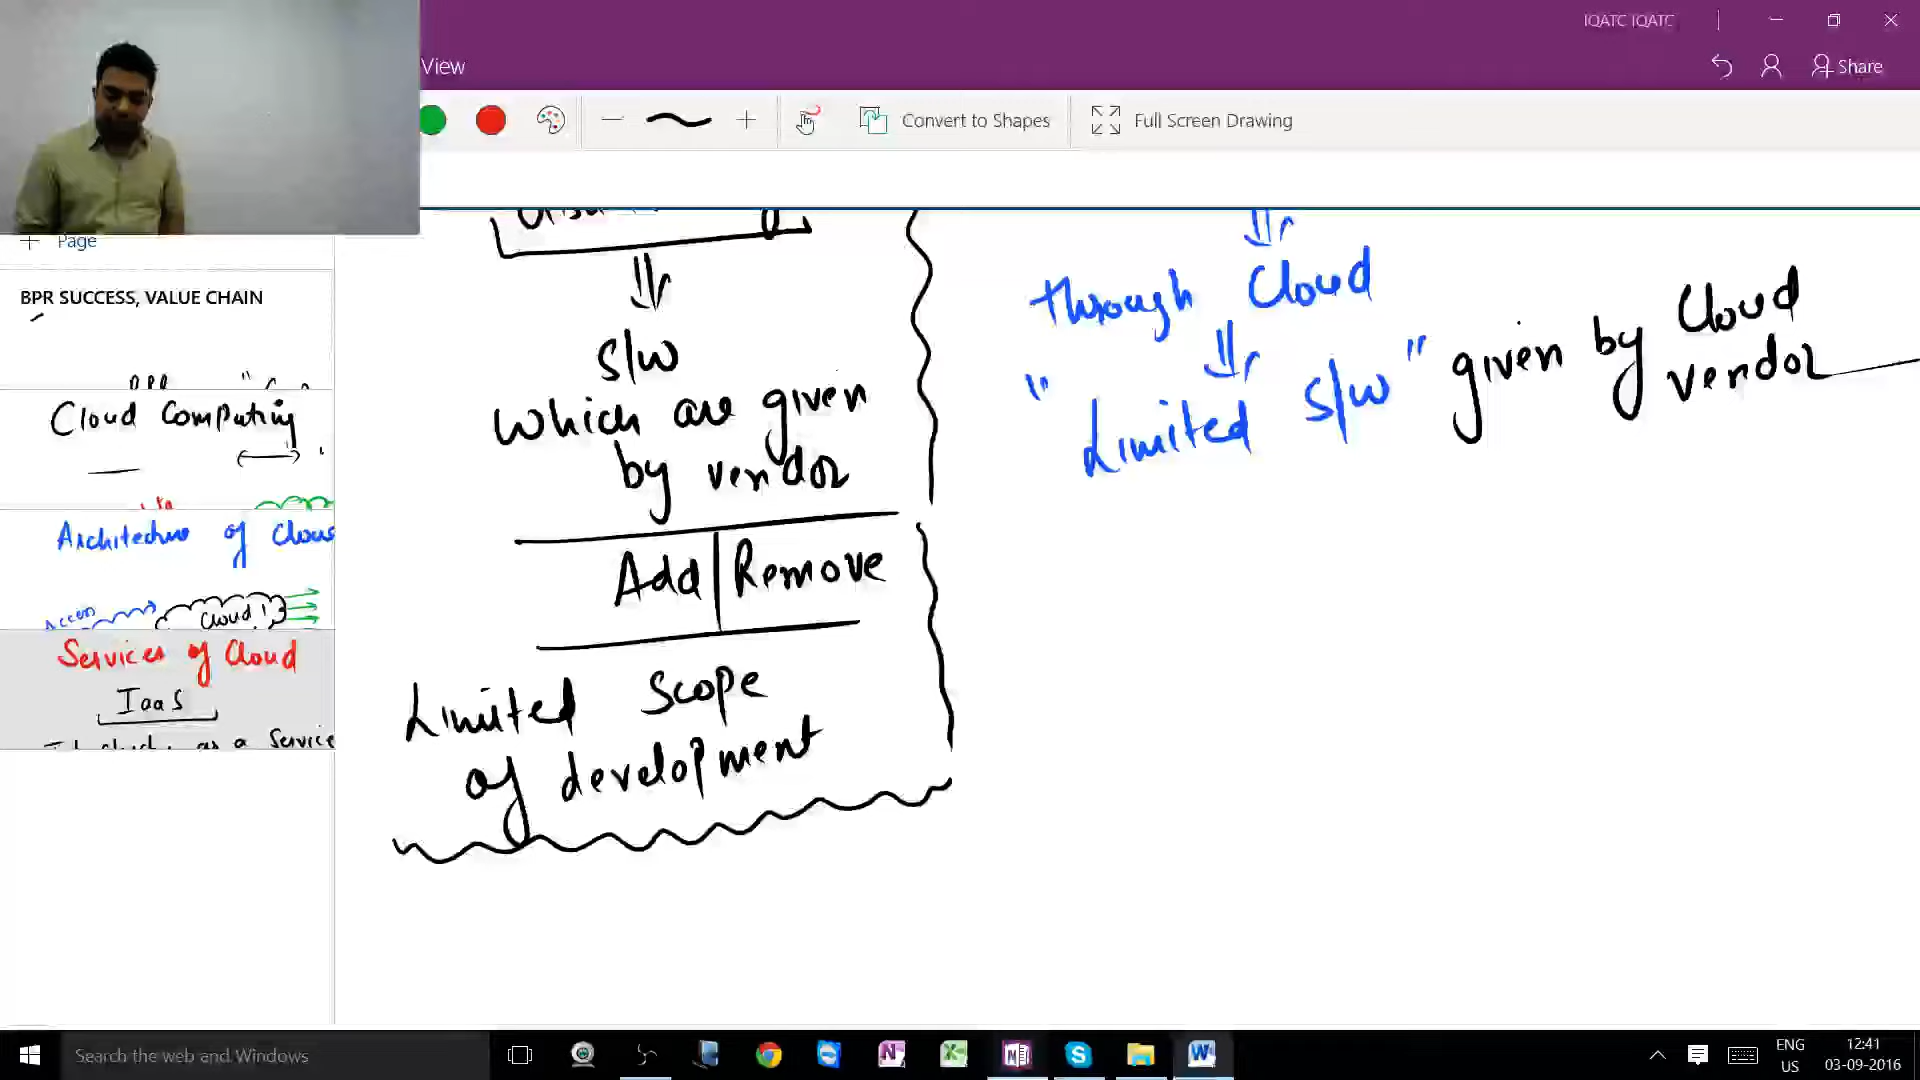 IQATC IQATC
View
Share
Convert to Shapes
Full Screen Drawing
+ Page
BPR SUCCESS, VALUE CHAIN
Cloud Computing
Architecture of Cloud
Access
Cloud
Services of Cloud
IaaS
as a Service
s/w
which are given
by vendor
Add Remove
Limited Scope
of development
through Cloud
"Limited s/w" given by Cloud
vendor
Search the web and Windows
ENG
US
12:41
03-09-2016